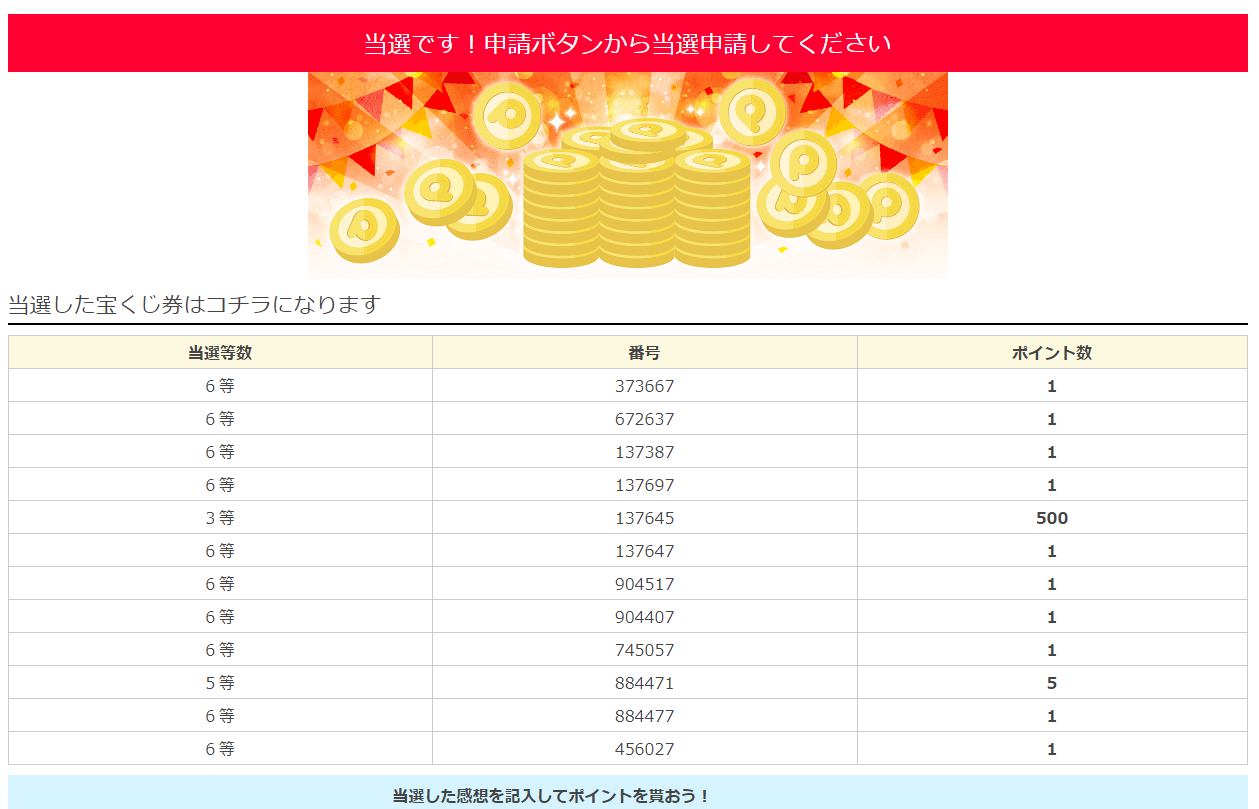 当選です！申請ボタンから当選申請してください
当選した宝くじ券はコチラになります
当選等数 番号 ポイント数
6等 373667 1
6等 672637 1
6等 137387 1
6等 137697 1
3等 137645 500
6等 137647 1
6等 904517 1
6等 904407 1
6等 745057 1
5等 884471 5
6等 884477 1
6等 456027 1
当選した感想を記入してポイントを貰おう！